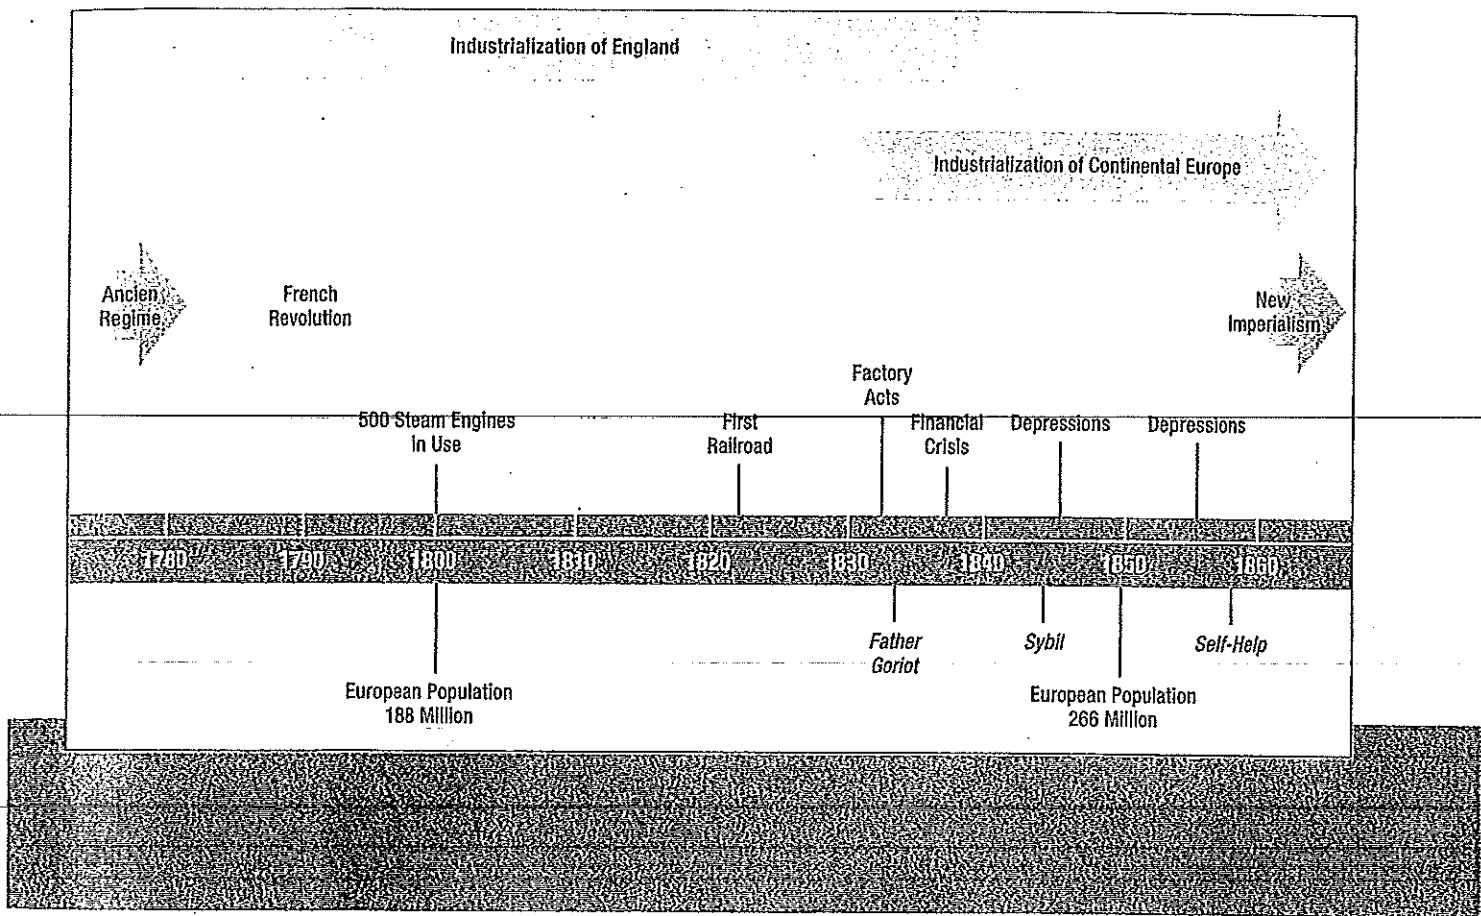 Industrialization of England
Industrialization of Continental Europe
Ancien
Regime
French
Revolution
New
Imperialism
Factory
Acts
500 Steam Engines
in Use
First
Railroad
Financial
Crisis
Depressions
Depressions
1780
1790
1800
1810
1820
1830
1840
1850
1860
Father
Goriot
Sybil
Self-Help
European Population
188 Million
European Population
266 Million